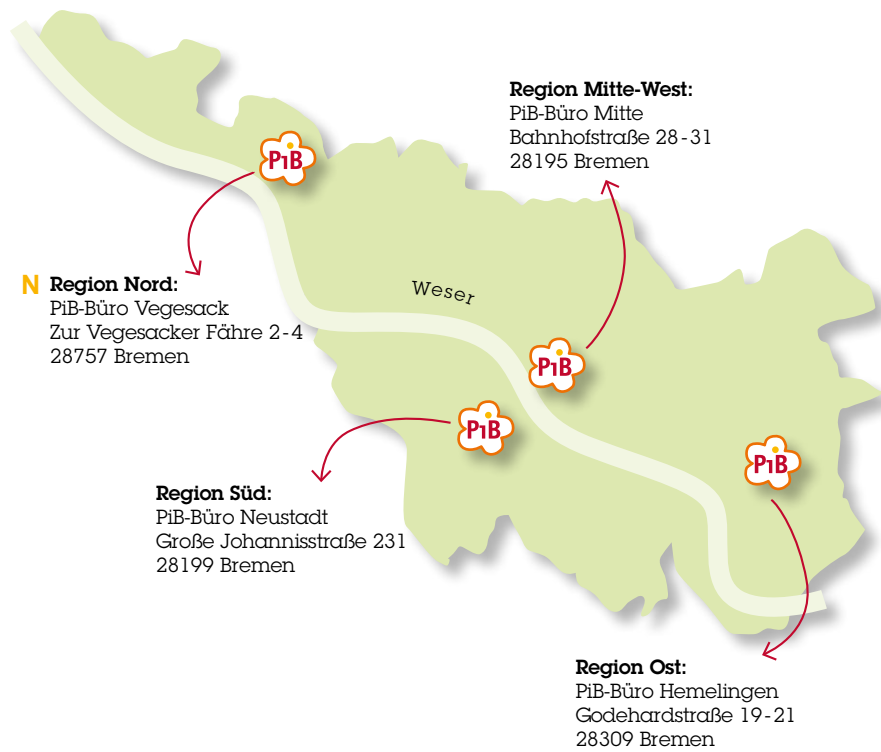 Region Mitte-West:
PiB-Büro Mitte
Bahnhofstraße 28-31
28195 Bremen
PiB
N Region Nord:
PiB-Büro Vegesack
Zur Vegesacker Fähre 2-4
28757 Bremen
Weser
PiB
PiB
PiB
Region Süd:
PiB-Büro Neustadt
Große Johannisstraße 231
28199 Bremen
Region Ost:
PiB-Büro Hemelingen
Godehardstraße 19-21
28309 Bremen